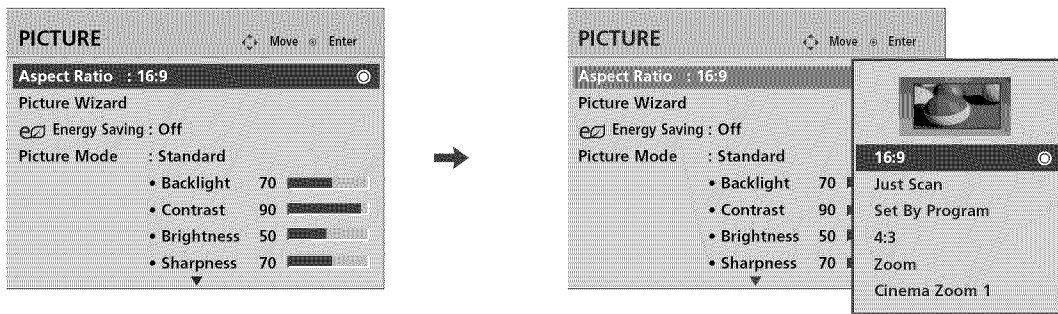 PICTURE
Move Enter
Aspect Ratio : 16:9
Picture Wizard
Energy Saving : Off
Picture Mode : Standard
• Backlight 70
• Contrast 90
• Brightness 50
• Sharpness 70
PICTURE
Move Enter
Aspect Ratio : 16:9
Picture Wizard
Energy Saving : Off
Picture Mode : Standard
• Backlight 70
• Contrast 90
• Brightness 50
• Sharpness 70
16:9
Just Scan
Set By Program
4:3
Zoom
Cinema Zoom 1